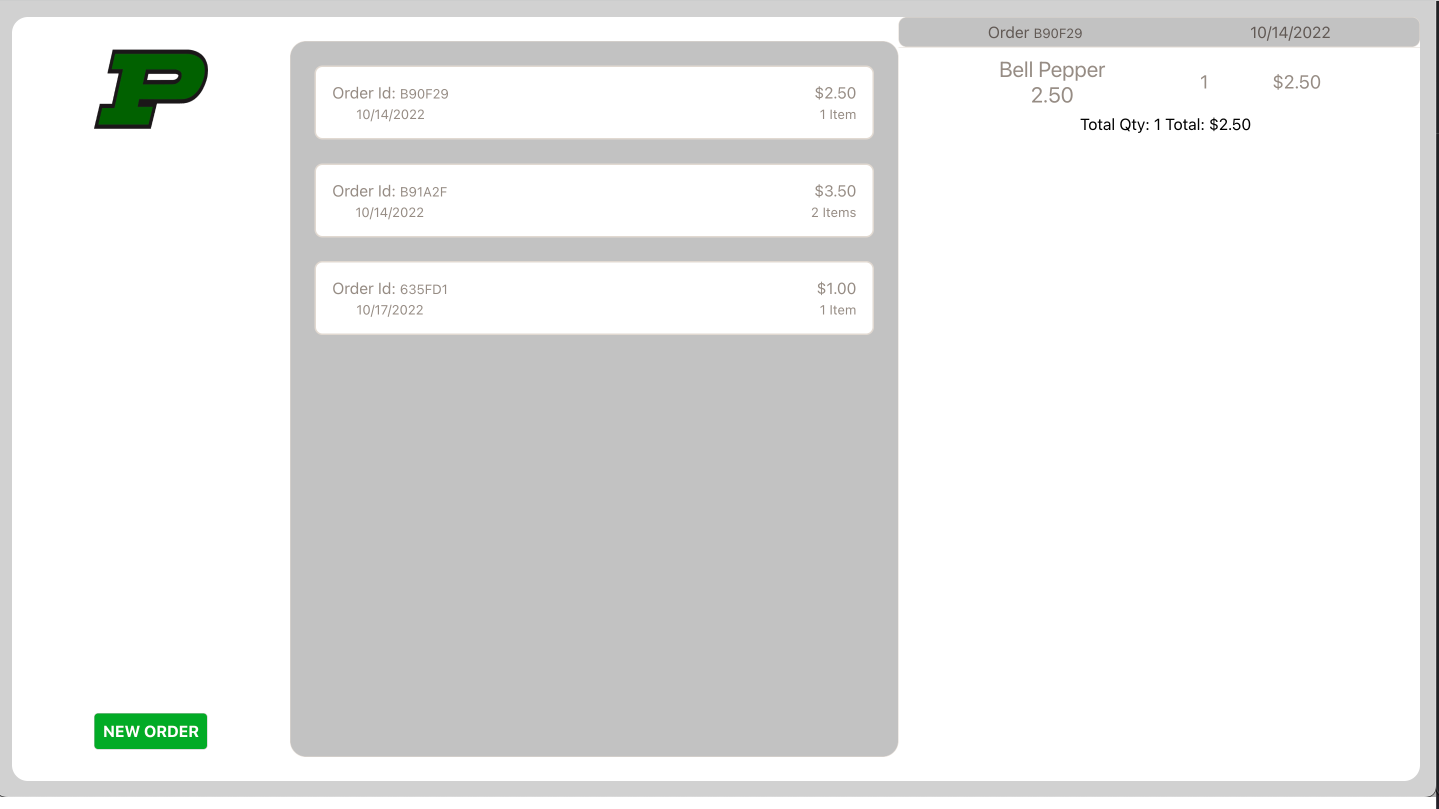 P
Order Id: B90F29 $2.50
10/14/2022 1 Item
Order Id: B91A2F $3.50
10/14/2022 2 Items
Order Id: 635FD1 $1.00
10/17/2022 1 Item
NEW ORDER
Order B90F29 10/14/2022
Bell Pepper
2.50 1 $2.50
Total Qty: 1 Total: $2.50